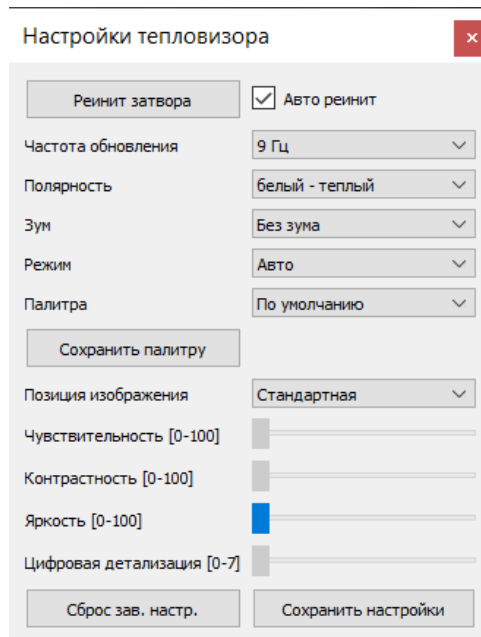 Настройки тепловизора
Реинит затвора Авто реинит
Частота обновления 9 Гц
Полярность белый - теплый
Зум Без зума
Режим Авто
Палитра По умолчанию
Сохранить палитру
Позиция изображения Стандартная
Чувствительность [0-100]
Контрастность [0-100]
Яркость [0-100]
Цифровая детализация [0-7]
Сброс зав. настр. Сохранить настройки